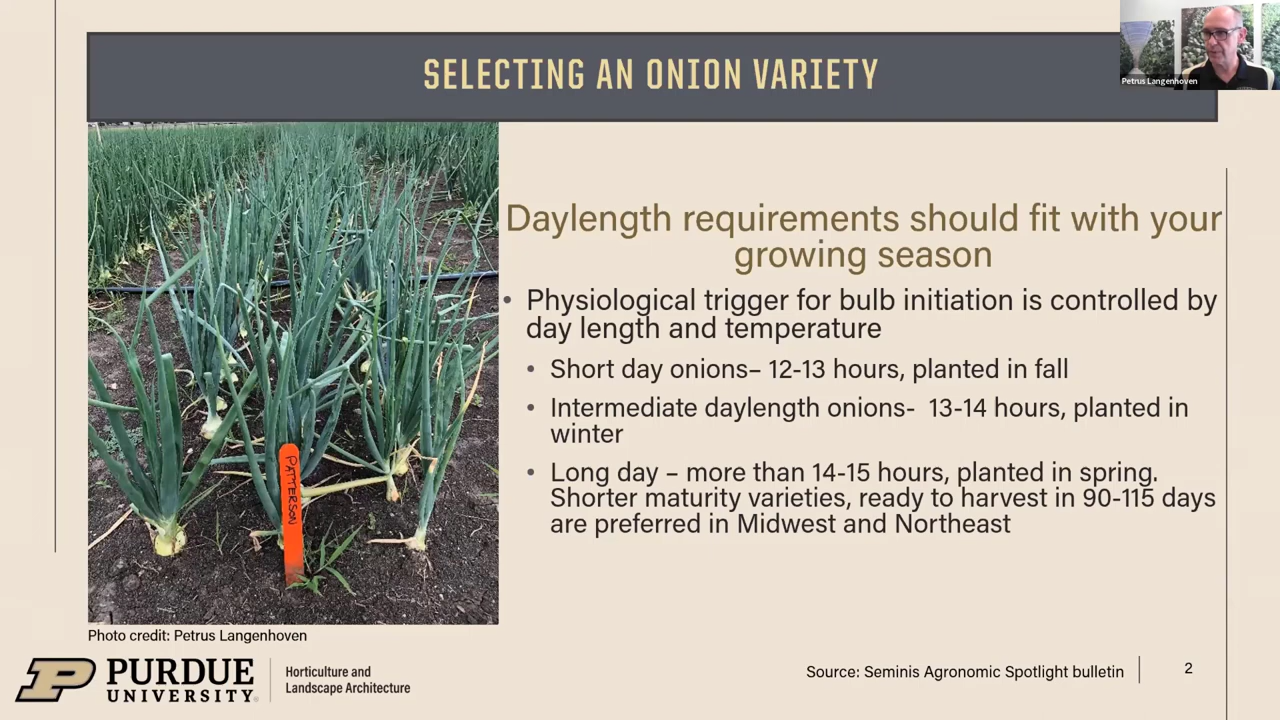 SELECTING AN ONION VARIETY
Petrus Langenhoven
Daylength requirements should fit with your
growing season
• Physiological trigger for bulb initiation is controlled by
day length and temperature
• Short day onions– 12-13 hours, planted in fall
• Intermediate daylength onions- 13-14 hours, planted in
winter
• Long day – more than 14-15 hours, planted in spring.
Shorter maturity varieties, ready to harvest in 90-115 days
are preferred in Midwest and Northeast
PATTERSON
Photo credit: Petrus Langenhoven
P PURDUE
UNIVERSITY®
Horticulture and
Landscape Architecture
Source: Seminis Agronomic Spotlight bulletin
2